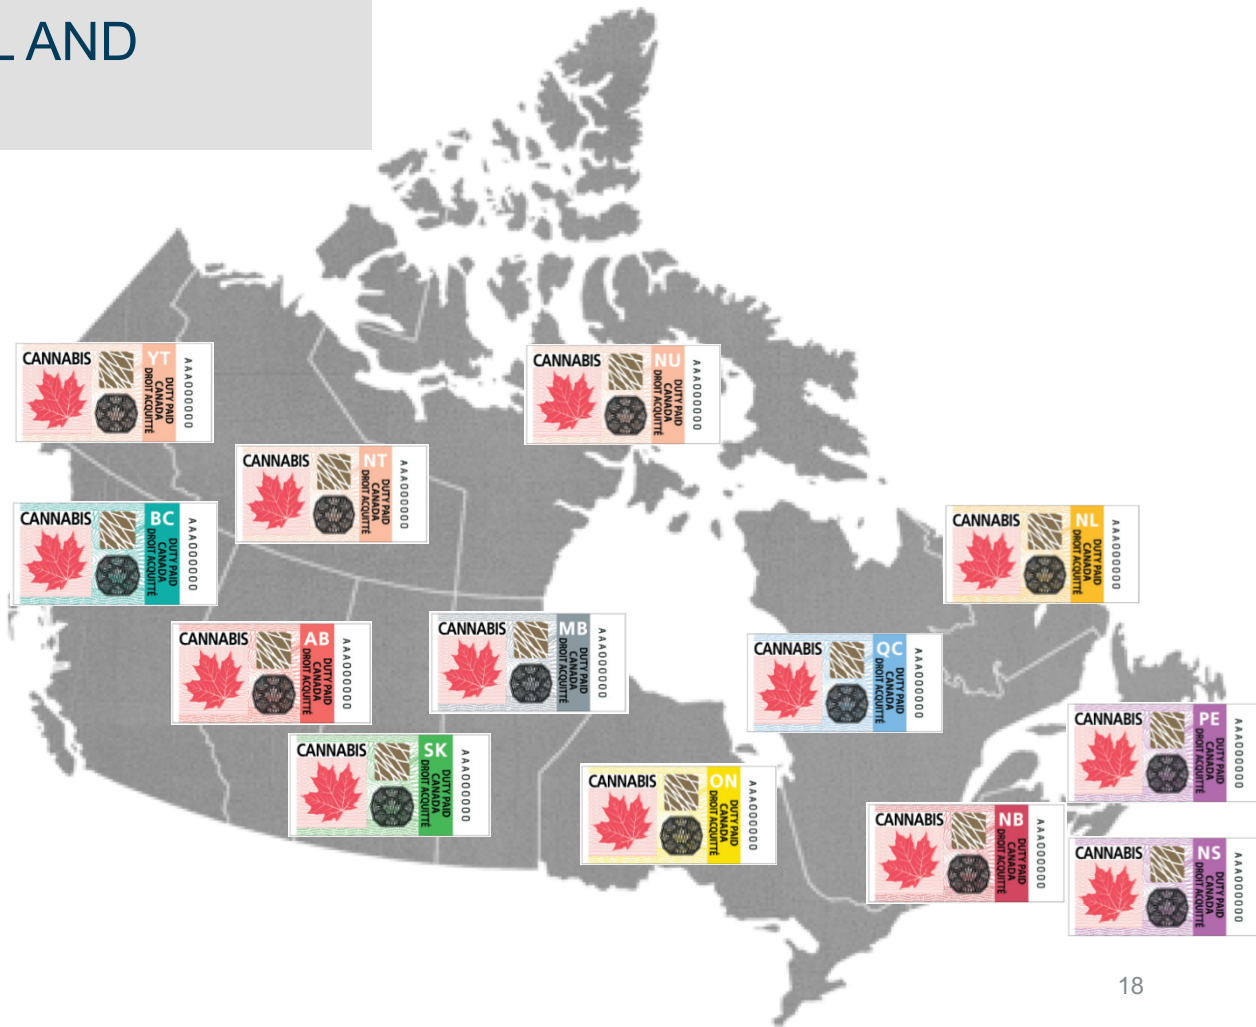 L AND
CANNABIS
YT
DUTY PAID
CANADA
DROIT ACQUITTÉ
AAA000000
CANNABIS
NU
DUTY PAID
CANADA
DROIT ACQUITTÉ
AAA000000
CANNABIS
NT
DUTY PAID
CANADA
DROIT ACQUITTÉ
AAA000000
CANNABIS
BC
DUTY PAID
CANADA
DROIT ACQUITTÉ
AAA000000
CANNABIS
NL
DUTY PAID
CANADA
DROIT ACQUITTÉ
AAA000000
CANNABIS
AB
DUTY PAID
CANADA
DROIT ACQUITTÉ
AAA000000
CANNABIS
MB
DUTY PAID
CANADA
DROIT ACQUITTÉ
AAA000000
CANNABIS
QC
DUTY PAID
CANADA
DROIT ACQUITTÉ
AAA000000
CANNABIS
PE
DUTY PAID
CANADA
DROIT ACQUITTÉ
AAA000000
CANNABIS
SK
DUTY PAID
CANADA
DROIT ACQUITTÉ
AAA000000
CANNABIS
ON
DUTY PAID
CANADA
DROIT ACQUITTÉ
AAA000000
CANNABIS
NB
DUTY PAID
CANADA
DROIT ACQUITTÉ
AAA000000
CANNABIS
NS
DUTY PAID
CANADA
DROIT ACQUITTÉ
AAA000000
18